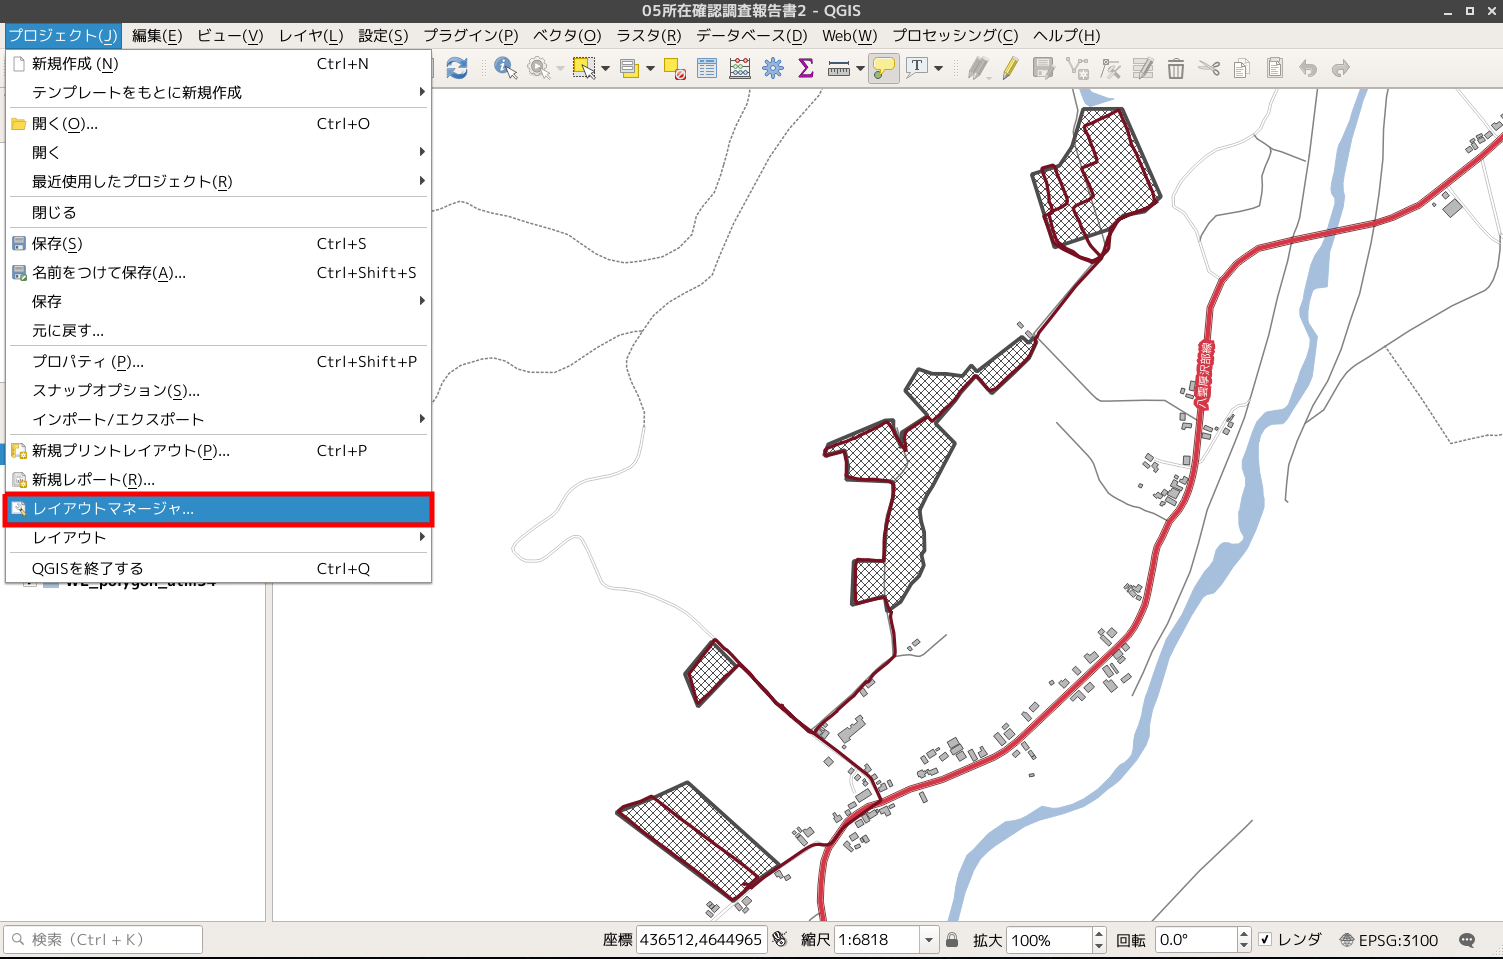 05所在確認調査報告書2 - QGIS
プロジェクト(J) 編集(E) ビュー(V) レイヤ(L) 設定(S) プラグイン(P) ベクタ(O) ラスタ(R) データベース(D) Web(W) プロセッシング(C) ヘルプ(H)
新規作成 (N) Ctrl+N
テンプレートをもとに新規作成
開く(O)... Ctrl+O
開く
最近使用したプロジェクト(R)
閉じる
保存(S) Ctrl+S
名前をつけて保存(A)... Ctrl+Shift+S
保存
元に戻す...
プロパティ (P)... Ctrl+Shift+P
スナップオプション(S)...
インポート/エクスポート
新規プリントレイアウト(P)... Ctrl+P
新規レポート(R)...
レイアウトマネージャ...
レイアウト
QGISを終了する Ctrl+Q
八雲厚沢部線
検索 (Ctrl + K) 座標 436512,4644965 縮尺 1:6818 拡大 100% 回転 0.0° レンダ EPSG:3100